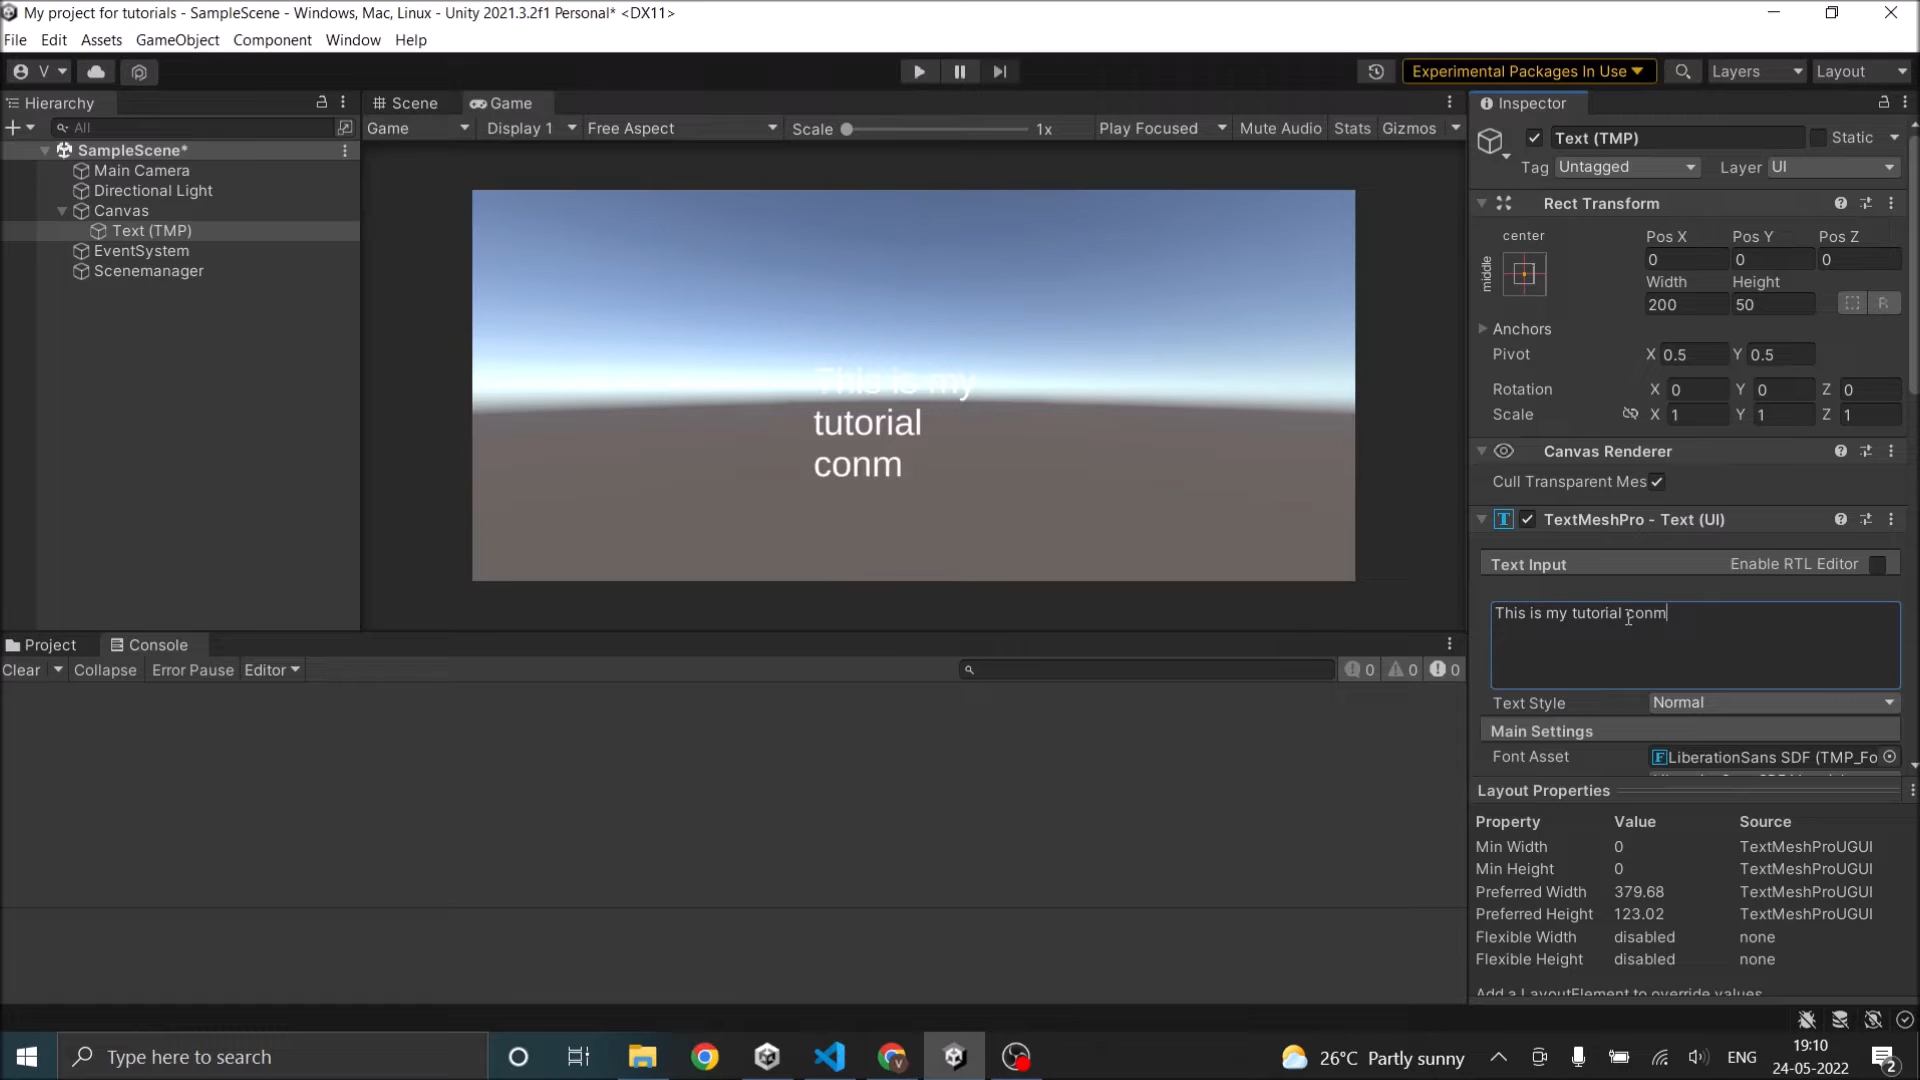 My project for tutorials - SampleScene - Windows, Mac, Linux - Unity 2021.3.2f1 Personal* <DX11>
File Edit Assets GameObject Component Window Help
V Experimental Packages In Use Layers Layout
Hierarchy
All
SampleScene*
Main Camera
Directional Light
Canvas
Text (TMP)
EventSystem
Scenemanager
Scene Game
Game Display 1 Free Aspect Scale 1x Play Focused Mute Audio Stats Gizmos
This is my
tutorial
conm
Project Console
Clear Collapse Error Pause Editor 0 0 0
Inspector
Text (TMP) Static
Tag Untagged Layer UI
Rect Transform
center
middle
Pos X Pos Y Pos Z
0 0 0
Width Height
200 50 R
Anchors
Pivot X 0.5 Y 0.5
Rotation X 0 Y 0 Z 0
Scale X 1 Y 1 Z 1
Canvas Renderer
Cull Transparent Mes
TextMeshPro - Text (UI)
Text Input Enable RTL Editor
This is my tutorial conm
Text Style Normal
Main Settings
Font Asset LiberationSans SDF (TMP_Fo
Layout Properties
Property Value Source
Min Width 0 TextMeshProUGUI
Min Height 0 TextMeshProUGUI
Preferred Width 379.68 TextMeshProUGUI
Preferred Height 123.02 TextMeshProUGUI
Flexible Width disabled none
Flexible Height disabled none
Add a LayoutElement to override values
Type here to search
26°C Partly sunny
ENG
19:10
24-05-2022
2